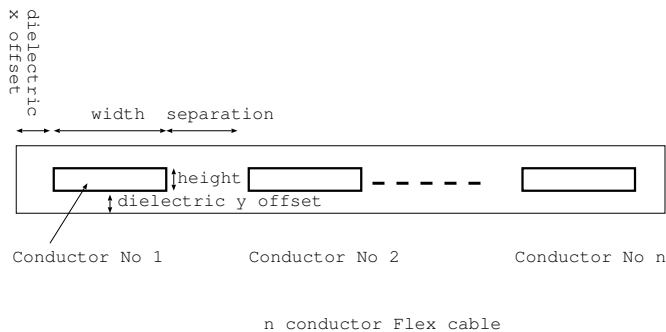 dielectric
x offset
width
separation
height
dielectric y offset
Conductor No 1
Conductor No 2
Conductor No n
n conductor Flex cable